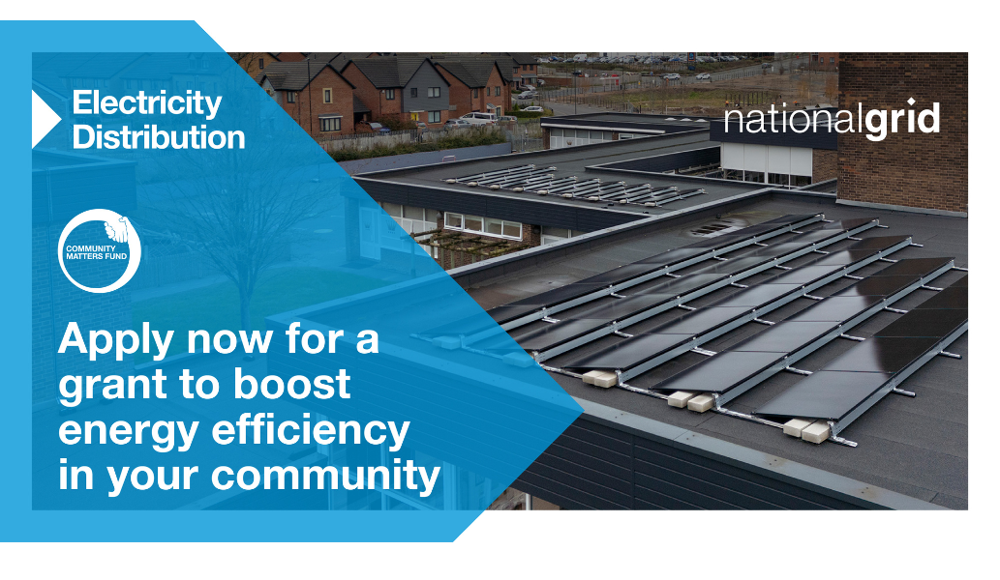 Electricity
Distribution
nationalgrid
COMMUNITY
MATTERS FUND
Apply now for a
grant to boost
energy efficiency
in your community